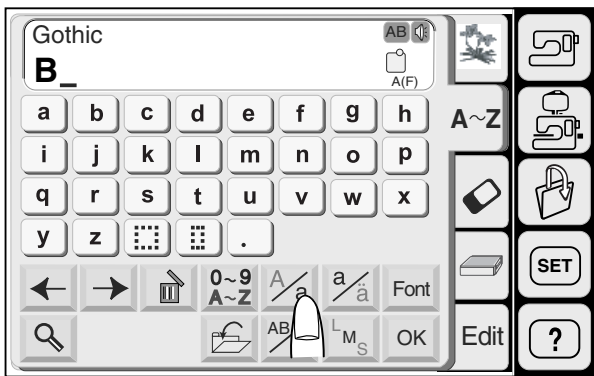 Gothic
AB
B_
A(F)
a b c d e f g h
A~Z
i j k l m n o p
q r s t u v w x
y z .
SET
0~9
A~Z
A/a
a/ä
Font
AB
L M S
OK
Edit
?